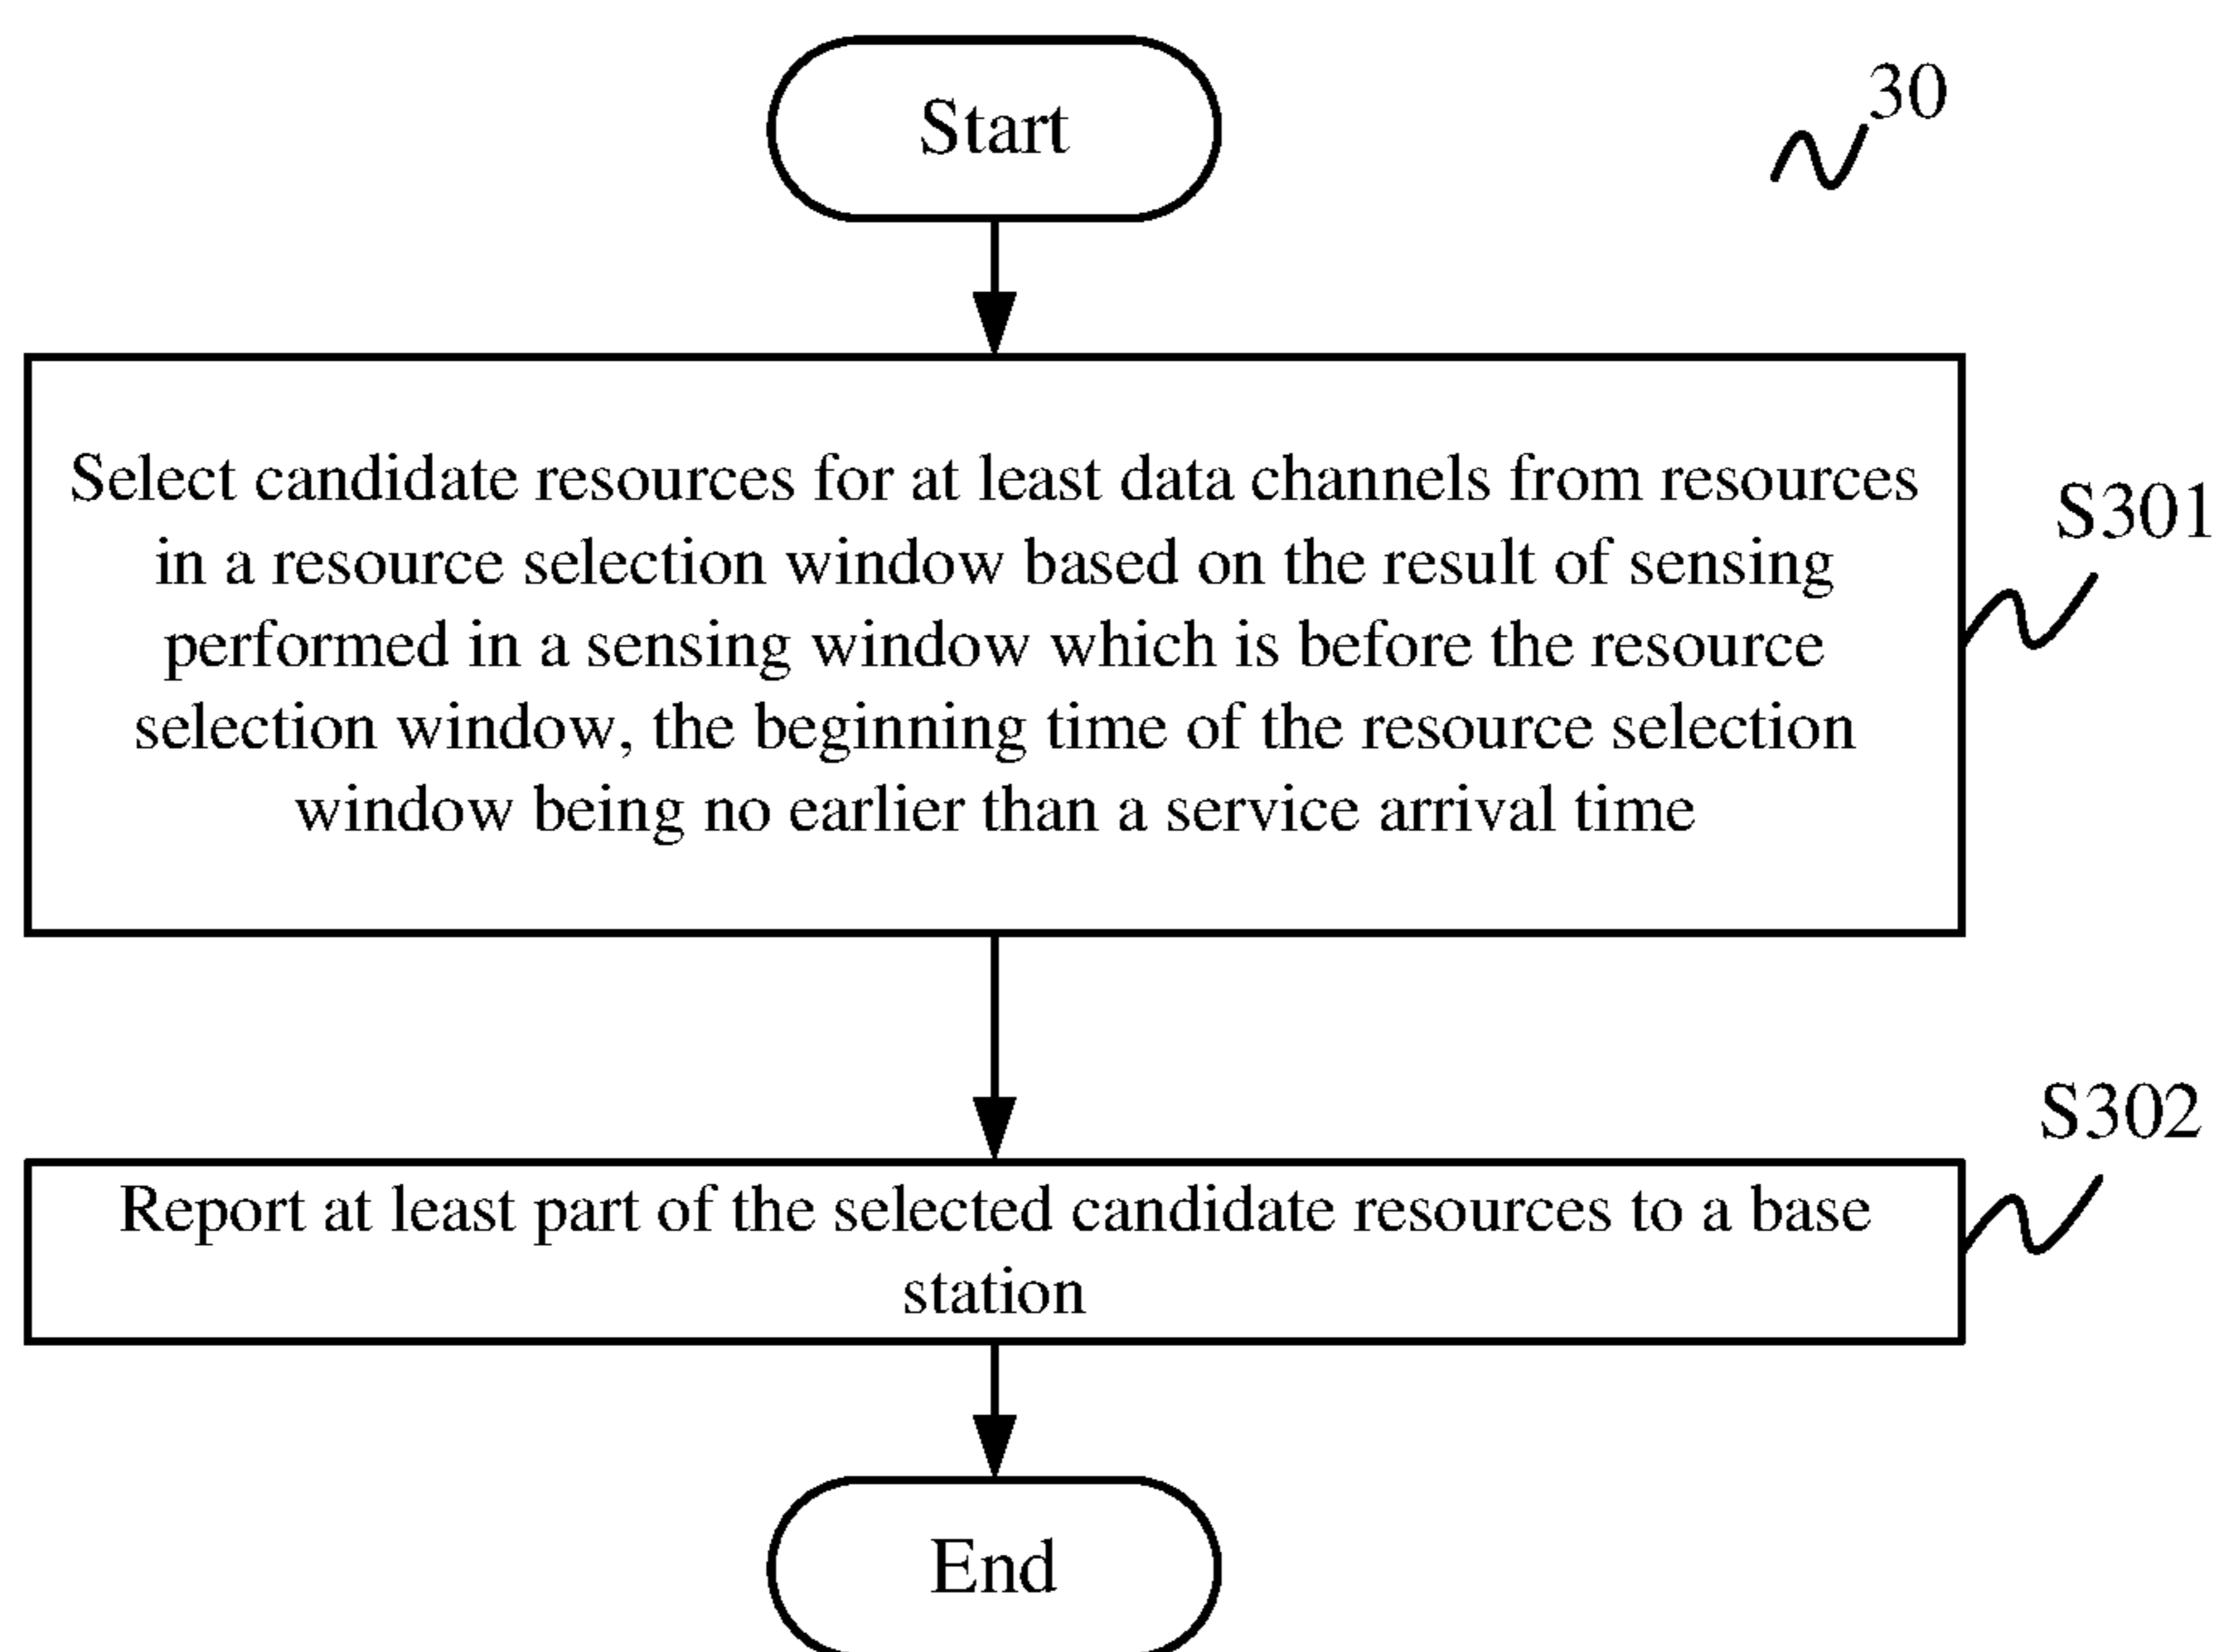 Start
30
Select candidate resources for at least data channels from resources
in a resource selection window based on the result of sensing
performed in a sensing window which is before the resource
selection window, the beginning time of the resource selection
window being no earlier than a service arrival time
S301
S302
Report at least part of the selected candidate resources to a base
station
End